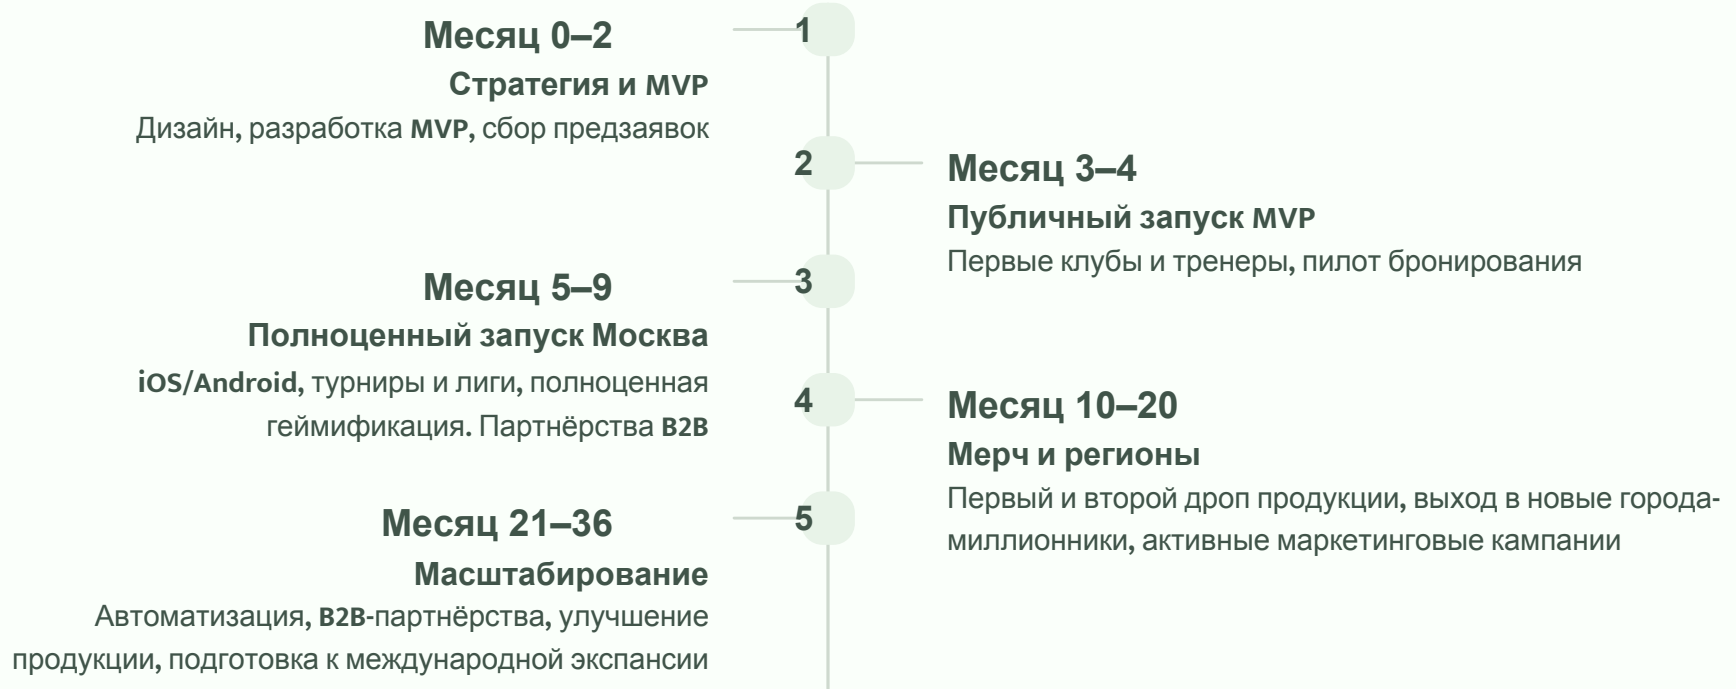 1
Месяц 0–2
Стратегия и MVP
Дизайн, разработка MVP, сбор предзаявок
2
Месяц 3–4
Публичный запуск MVP
Первые клубы и тренеры, пилот бронирования
3
Месяц 5–9
Полноценный запуск Москва
iOS/Android, турниры и лиги, полноценная
геймификация. Партнёрства B2B
4
Месяц 10–20
Мерч и регионы
Первый и второй дроп продукции, выход в новые города-
миллионники, активные маркетинговые кампании
5
Месяц 21–36
Масштабирование
Автоматизация, B2B-партнёрства, улучшение
продукции, подготовка к международной экспансии